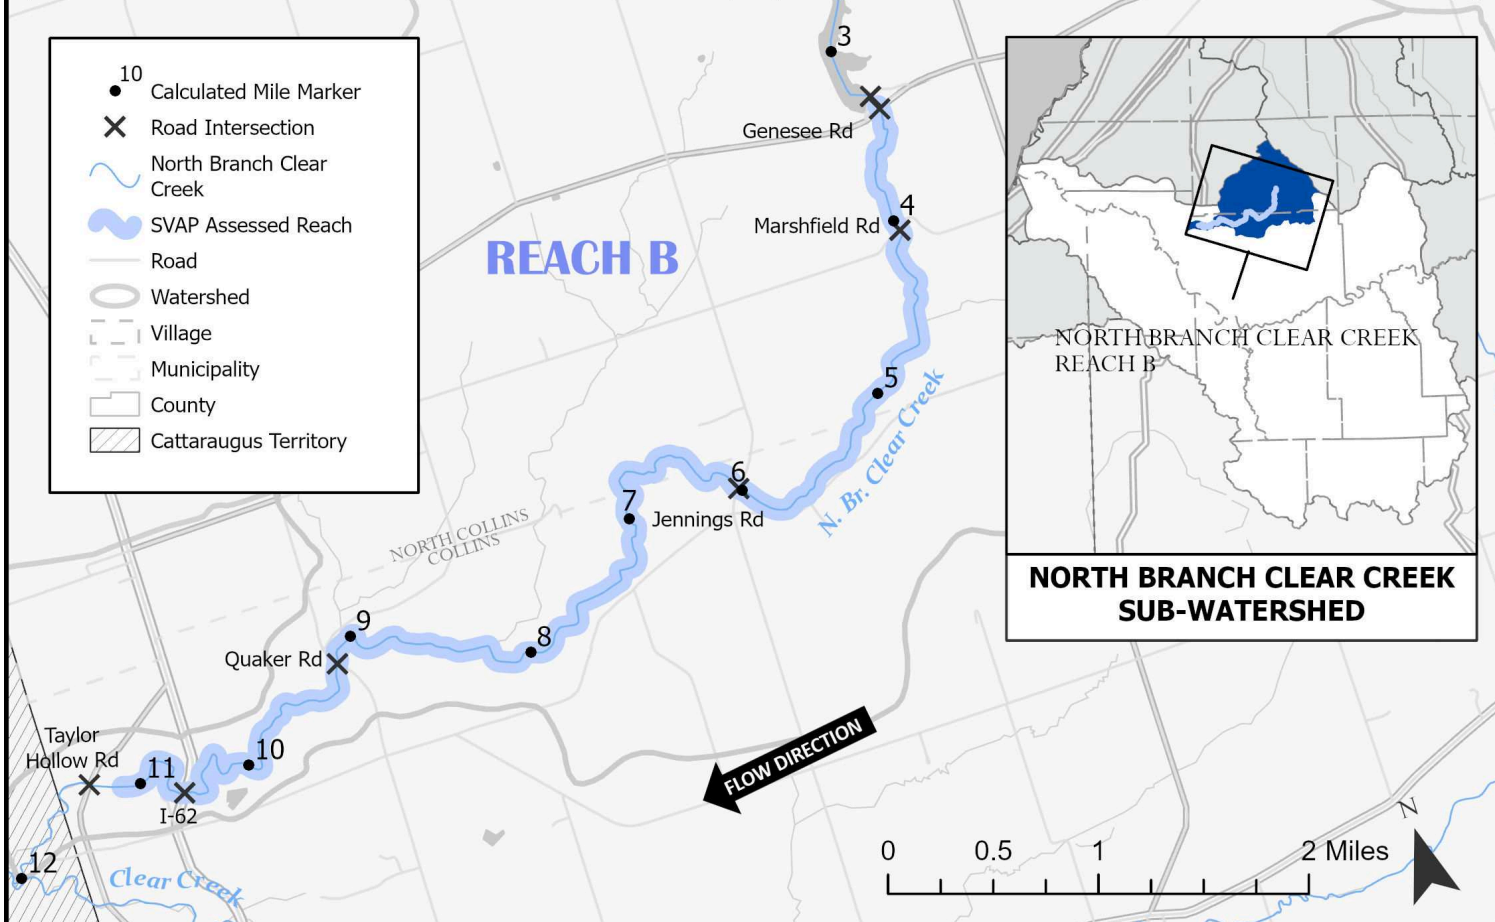 10
Calculated Mile Marker
Road Intersection
North Branch Clear
Creek
SVAP Assessed Reach
Road
Watershed
Village
Municipality
County
Cattaraugus Territory
REACH B
3
Genesee Rd
4
Marshfield Rd
5
N. Br. Clear Creek
6
Jennings Rd
7
NORTH COLLINS
COLLINS
8
9
Quaker Rd
10
Taylor
Hollow Rd
11
I-62
12
Clear Creek
FLOW DIRECTION
NORTH BRANCH CLEAR CREEK
REACH B
NORTH BRANCH CLEAR CREEK
SUB-WATERSHED
N
0 0.5 1 2 Miles